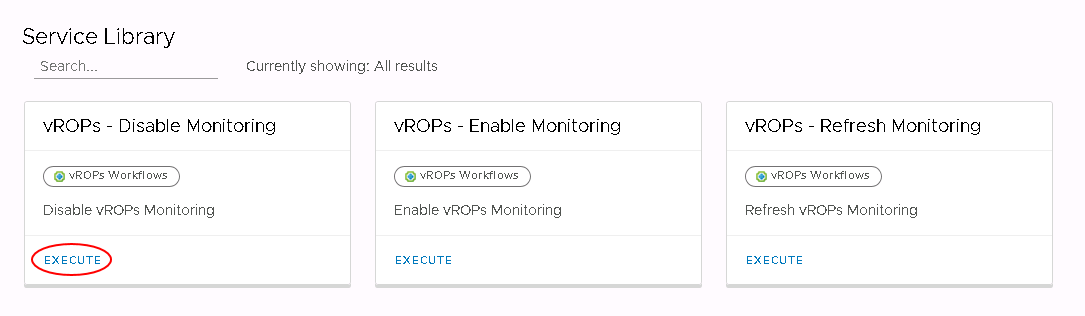 Service Library
Search...
Currently showing: All results
vROPs - Disable Monitoring
vROPs Workflows
Disable vROPs Monitoring
EXECUTE
vROPs - Enable Monitoring
vROPs Workflows
Enable vROPs Monitoring
EXECUTE
vROPs - Refresh Monitoring
vROPs Workflows
Refresh vROPs Monitoring
EXECUTE